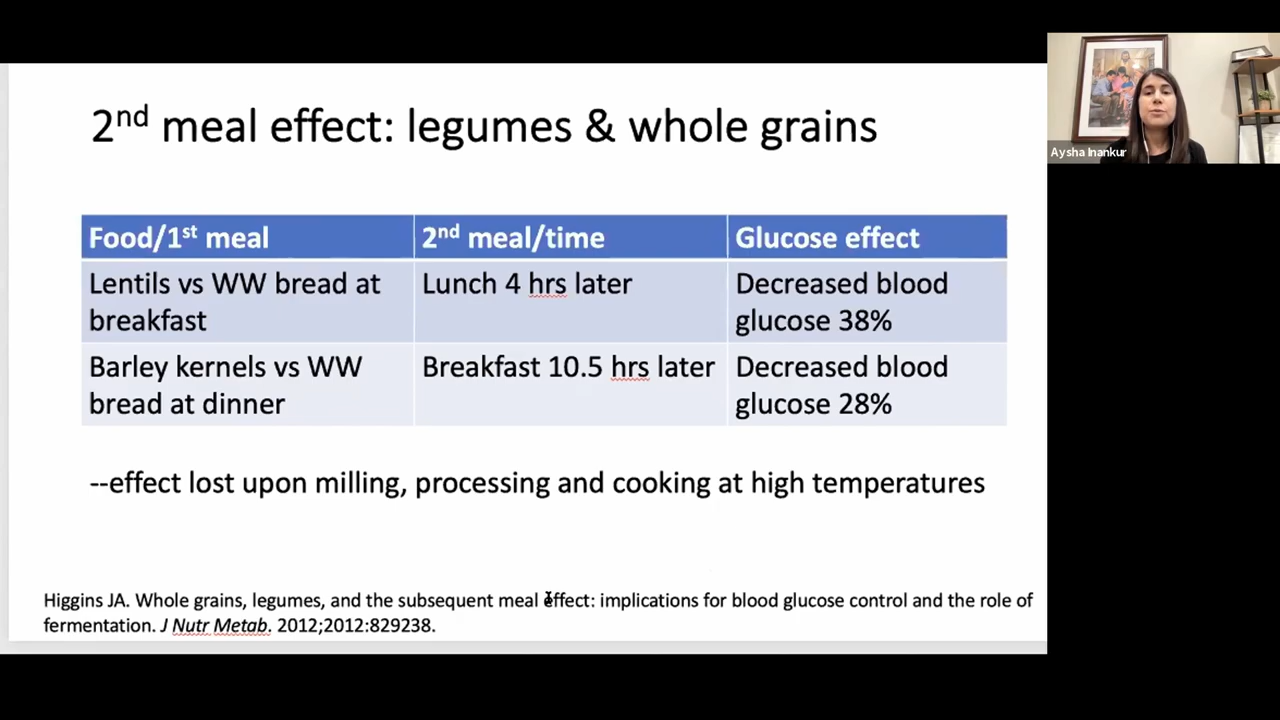 2nd meal effect: legumes & whole grains
Food/1st meal
2nd meal/time
Glucose effect
Lentils vs WW bread at
breakfast
Lunch 4 hrs later
Decreased blood
glucose 38%
Barley kernels vs WW
bread at dinner
Breakfast 10.5 hrs later
Decreased blood
glucose 28%
--effect lost upon milling, processing and cooking at high temperatures
Higgins JA. Whole grains, legumes, and the subsequent meal effect: implications for blood glucose control and the role of
fermentation. J Nutr Metab. 2012;2012:829238.
Aysha Inankur